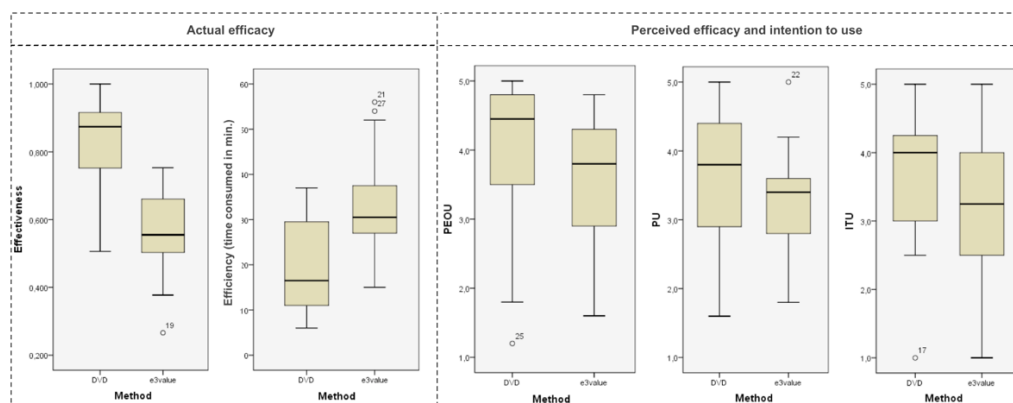 Actual efficacy
Perceived efficacy and intention to use
Effectiveness
1,000
0,800
0,600
0,400
0,200
19
DVD
e3value
Method
Efficiency (time consumed in min.)
60
50
40
30
20
10
0
21
27
DVD
e3value
Method
PEOU
5,0
4,0
3,0
2,0
1,0
25
DVD
e3value
Method
PU
5,0
4,0
3,0
2,0
1,0
22
DVD
e3value
Method
ITU
5,0
4,0
3,0
2,0
1,0
17
DVD
e3value
Method